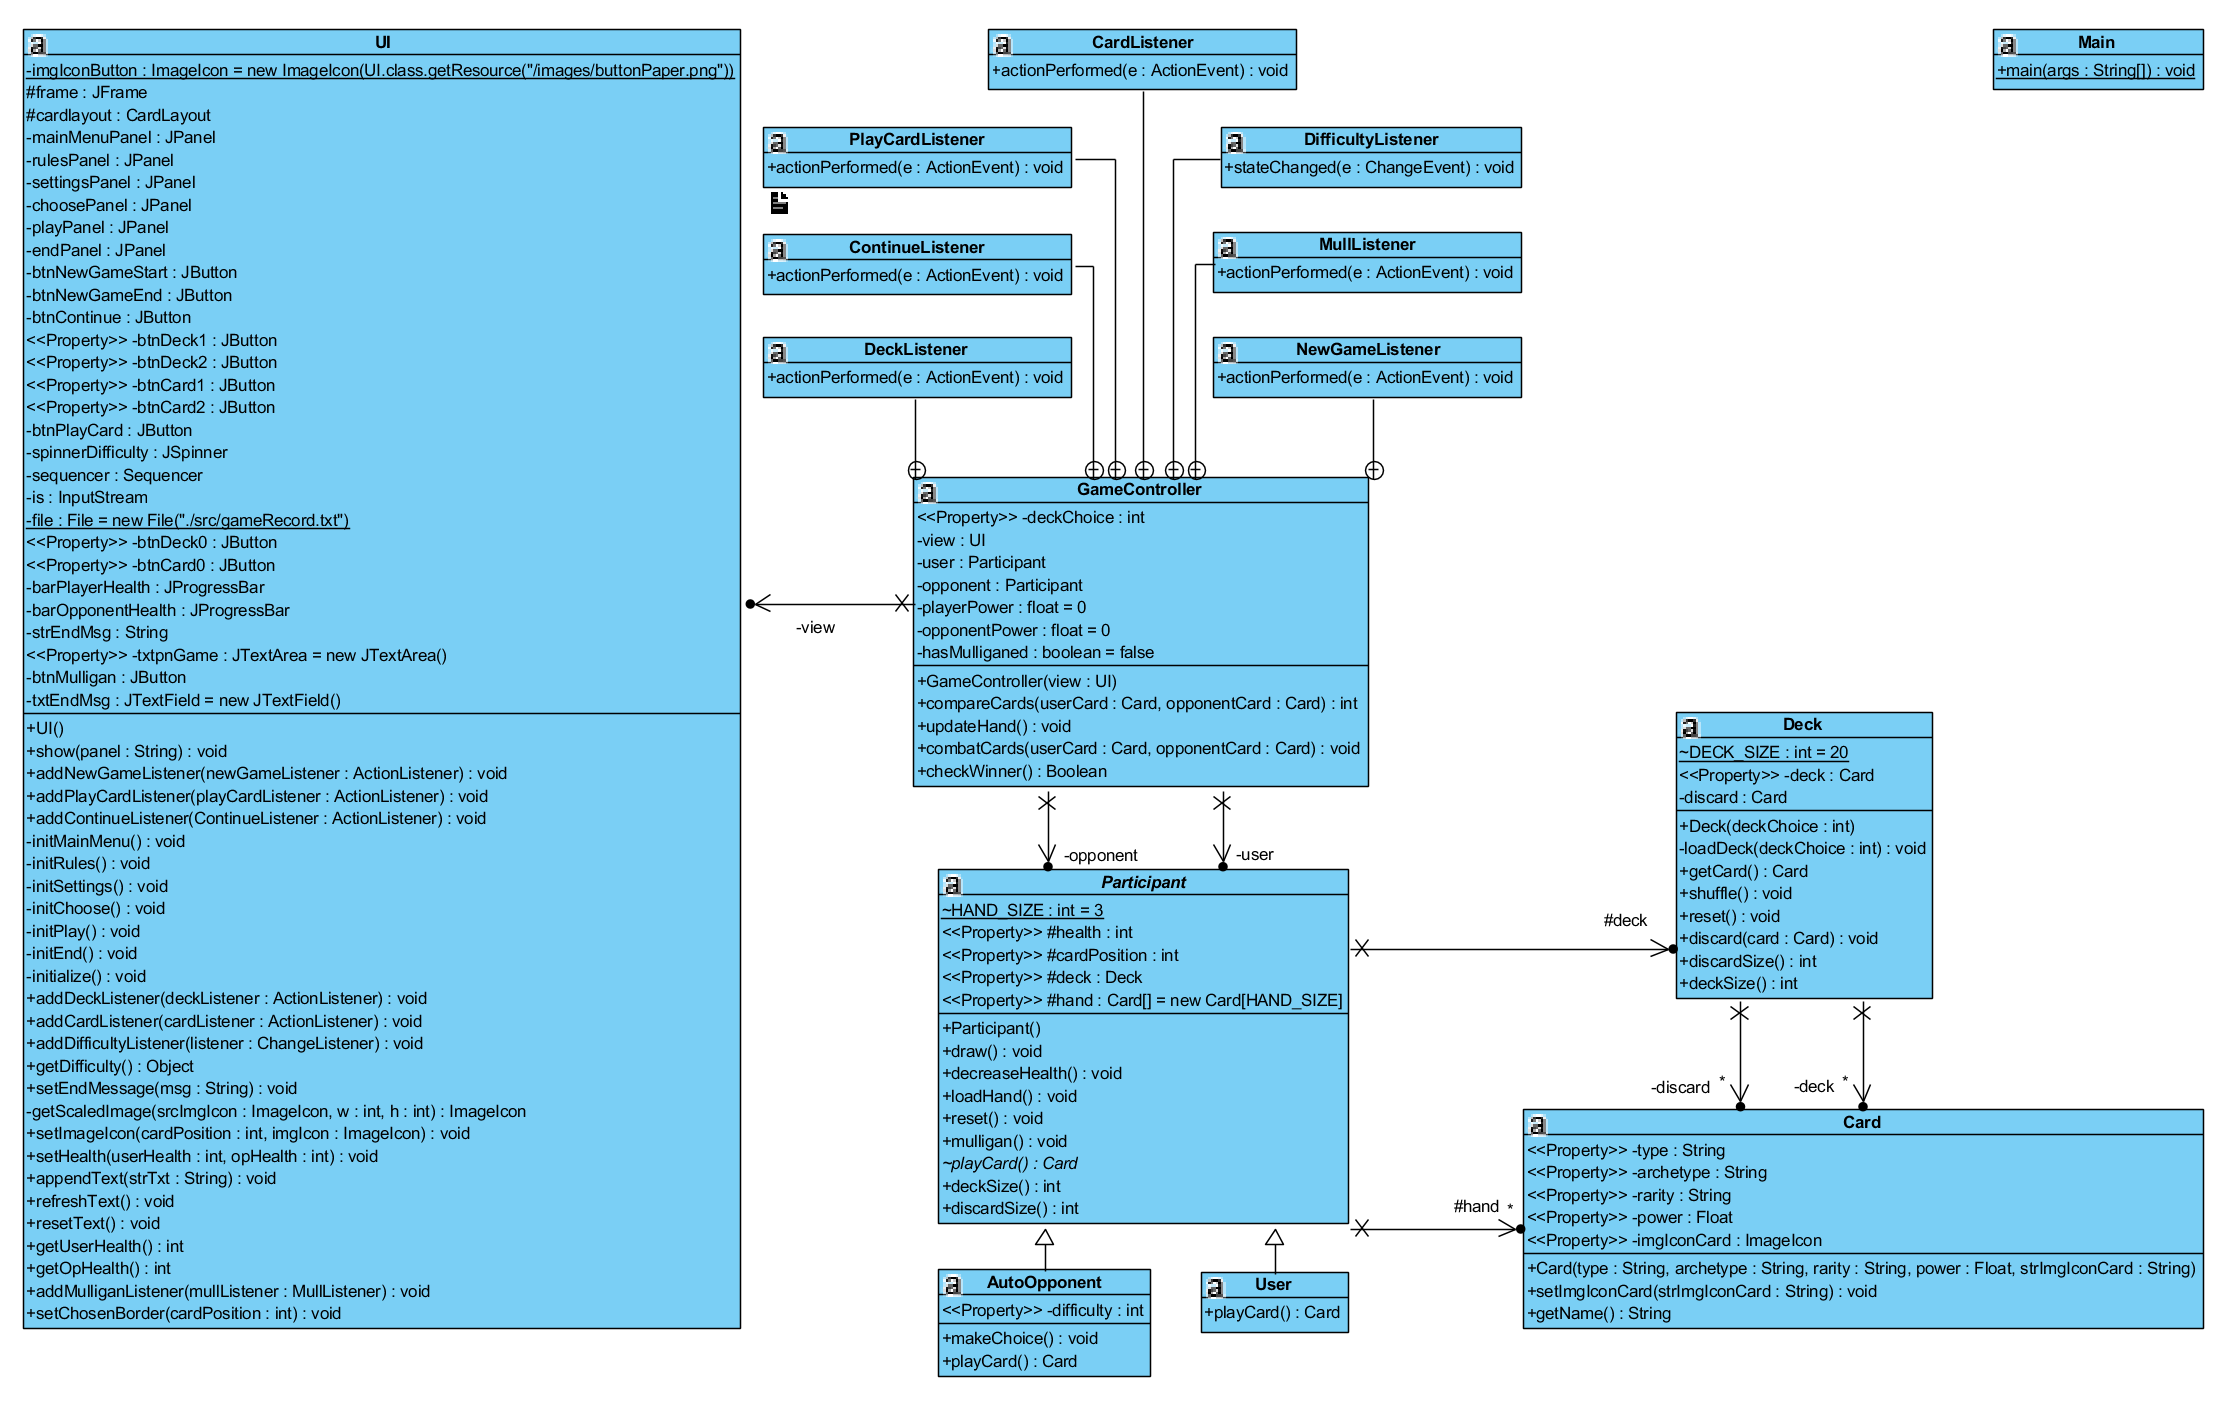 UI
-imgIconButton : ImageIcon = new ImageIcon(UI.class.getResource("/images/buttonPaper.png"))
#frame : JFrame
#cardlayout : CardLayout
-mainMenuPanel : JPanel
-rulesPanel : JPanel
-settingsPanel : JPanel
-choosePanel : JPanel
-playPanel : JPanel
-endPanel : JPanel
-btnNewGameStart : JButton
-btnNewGameEnd : JButton
-btnContinue : JButton
<<Property>> -btnDeck1 : JButton
<<Property>> -btnDeck2 : JButton
<<Property>> -btnCard1 : JButton
<<Property>> -btnCard2 : JButton
-btnPlayCard : JButton
-spinnerDifficulty : JSpinner
-sequencer : Sequencer
-is : InputStream
-file : File = new File("./src/gameRecord.txt")
<<Property>> -btnDeck0 : JButton
<<Property>> -btnCard0 : JButton
-barPlayerHealth : JProgressBar
-barOpponentHealth : JProgressBar
-strEndMsg : String
<<Property>> -txtpnGame : JTextArea = new JTextArea()
-btnMulligan : JButton
-txtEndMsg : JTextField = new JTextField()
+UI()
+show(panel : String) : void
+addNewGameListener(newGameListener : ActionListener) : void
+addPlayCardListener(playCardListener : ActionListener) : void
+addContinueListener(ContinueListener : ActionListener) : void
-initMainMenu() : void
-initRules() : void
-initSettings() : void
-initChoose() : void
-initPlay() : void
-initEnd() : void
-initialize() : void
+addDeckListener(deckListener : ActionListener) : void
+addCardListener(cardListener : ActionListener) : void
+addDifficultyListener(listener : ChangeListener) : void
+getDifficulty() : Object
+setEndMessage(msg : String) : void
-getScaledImage(srcImgIcon : ImageIcon, w : int, h : int) : ImageIcon
+setImageIcon(cardPosition : int, imgIcon : ImageIcon) : void
+setHealth(userHealth : int, opHealth : int) : void
+appendText(strTxt : String) : void
+refreshText() : void
+resetText() : void
+getUserHealth() : int
+getOpHealth() : int
+addMulliganListener(mullListener : MullListener) : void
+setChosenBorder(cardPosition : int) : void
CardListener
+actionPerformed(e : ActionEvent) : void
Main
+main(args : String[]) : void
PlayCardListener
+actionPerformed(e : ActionEvent) : void
DifficultyListener
+stateChanged(e : ChangeEvent) : void
ContinueListener
+actionPerformed(e : ActionEvent) : void
MullListener
+actionPerformed(e : ActionEvent) : void
DeckListener
+actionPerformed(e : ActionEvent) : void
NewGameListener
+actionPerformed(e : ActionEvent) : void
GameController
<<Property>> -deckChoice : int
-view : UI
-user : Participant
-opponent : Participant
-playerPower : float = 0
-opponentPower : float = 0
-hasMulliganed : boolean = false
+GameController(view : UI)
+compareCards(userCard : Card, opponentCard : Card) : int
+updateHand() : void
+combatCards(userCard : Card, opponentCard : Card) : void
+checkWinner() : Boolean
-view
-opponent
-user
Participant
~HAND_SIZE : int = 3
<<Property>> #health : int
<<Property>> #cardPosition : int
<<Property>> #deck : Deck
<<Property>> #hand : Card[] = new Card[HAND_SIZE]
+Participant()
+draw() : void
+decreaseHealth() : void
+loadHand() : void
+reset() : void
+mulligan() : void
~playCard() : Card
+deckSize() : int
+discardSize() : int
#deck
#hand *
Deck
~DECK_SIZE : int = 20
<<Property>> -deck : Card
-discard : Card
+Deck(deckChoice : int)
-loadDeck(deckChoice : int) : void
+getCard() : Card
+shuffle() : void
+reset() : void
+discard(card : Card) : void
+discardSize() : int
+deckSize() : int
-discard *
-deck *
Card
<<Property>> -type : String
<<Property>> -archetype : String
<<Property>> -rarity : String
<<Property>> -power : Float
<<Property>> -imgIconCard : ImageIcon
+Card(type : String, archetype : String, rarity : String, power : Float, strImgIconCard : String)
+setImgIconCard(strImgIconCard : String) : void
+getName() : String
AutoOpponent
<<Property>> -difficulty : int
+makeChoice() : void
+playCard() : Card
User
+playCard() : Card